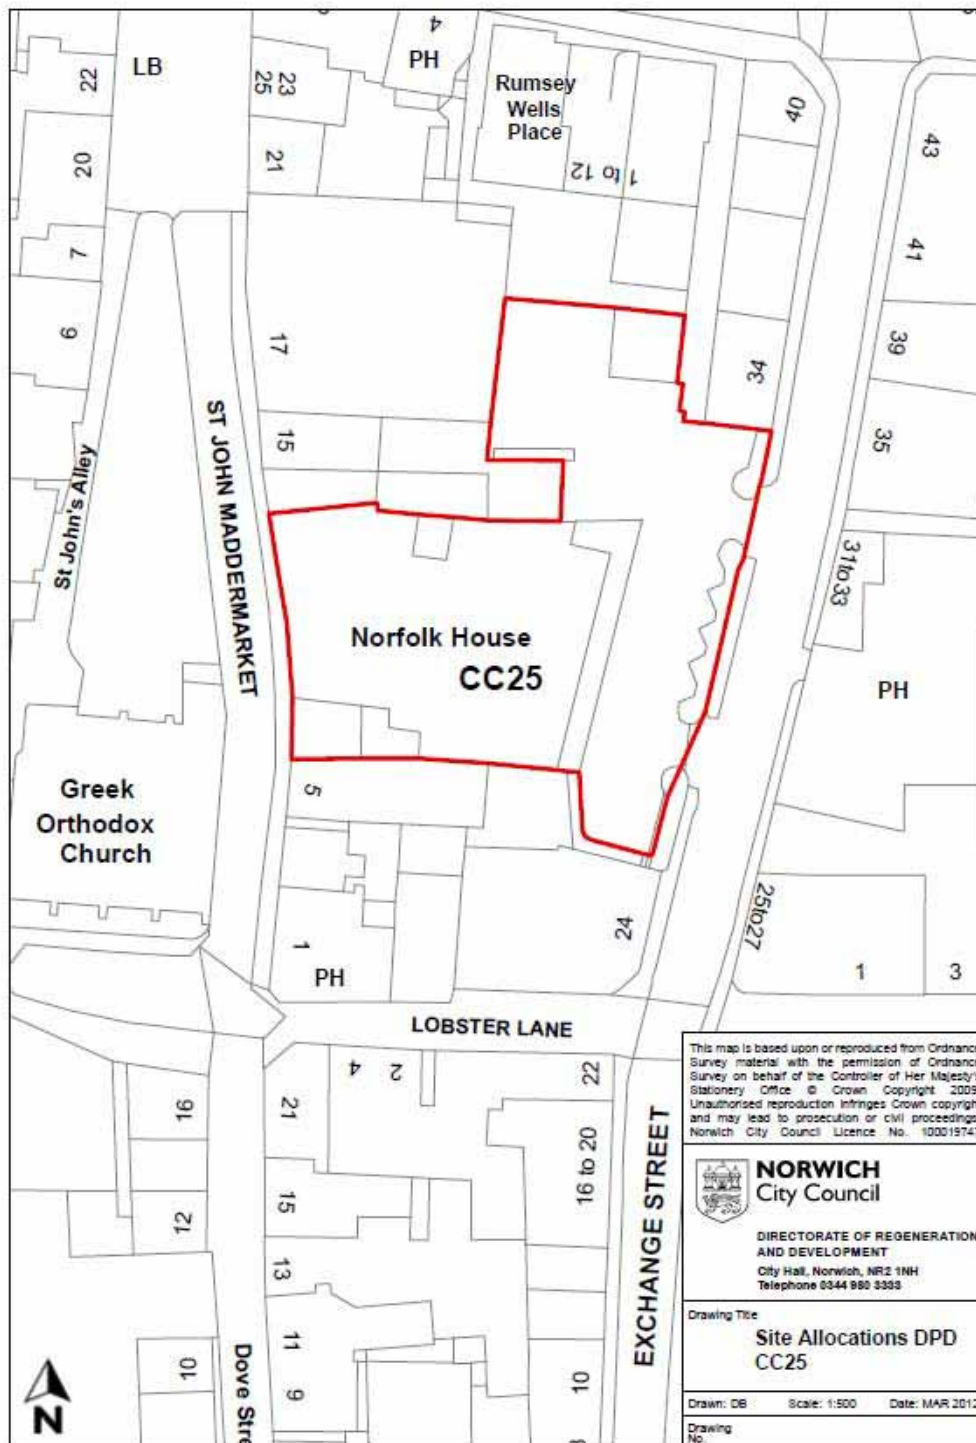 4
PH
LB
22
23
25
Rumsey
Wells
Place
40
43
20
21
1 to 12
7
41
6
17
34
39
15
35
St John's Alley
ST JOHN MADDERMARKET
31to33
Norfolk House
CC25
PH
Greek
Orthodox
Church
5
24
25to27
1
PH
1
3
LOBSTER LANE
4
2
22
16
21
16 to 20
EXCHANGE STREET
12
15
13
11
10
9
10
Dove Stre
N
This map is based upon or reproduced from Ordnance
Survey material with the permission of Ordnance
Survey on behalf of the Controller of Her Majesty's
Stationery Office © Crown Copyright 2009.
Unauthorised reproduction infringes Crown copyright
and may lead to prosecution or civil proceedings.
Norwich City Council Licence No. 100019747
NORWICH
City Council
DIRECTORATE OF REGENERATION
AND DEVELOPMENT
City Hall, Norwich, NR2 1NH
Telephone 0344 980 3333
Drawing Title
Site Allocations DPD
CC25
Drawn: DB Scale: 1:500 Date: MAR 2012
Drawing
No.